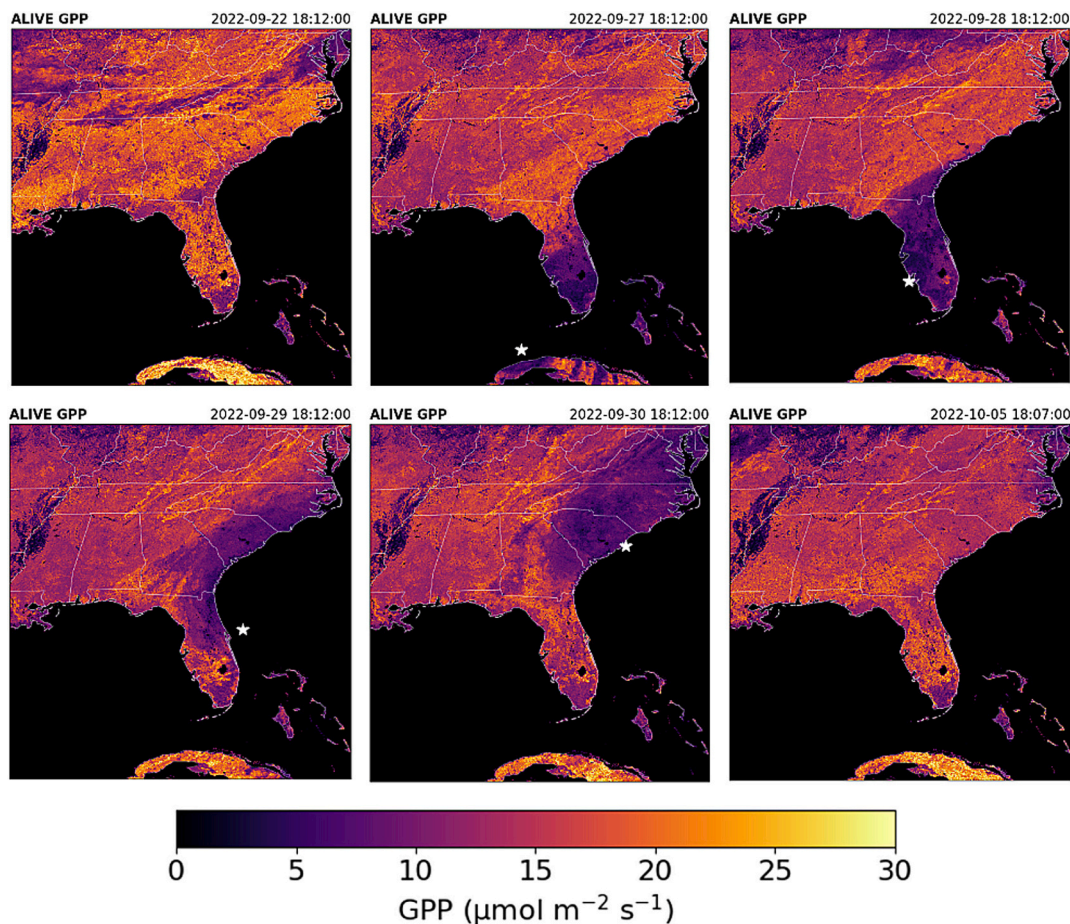 ALIVE GPP 2022-09-22 18:12:00
ALIVE GPP 2022-09-27 18:12:00
ALIVE GPP 2022-09-28 18:12:00
ALIVE GPP 2022-09-29 18:12:00
ALIVE GPP 2022-09-30 18:12:00
ALIVE GPP 2022-10-05 18:07:00
0 5 10 15 20 25 30
GPP (μmol m⁻² s⁻¹)